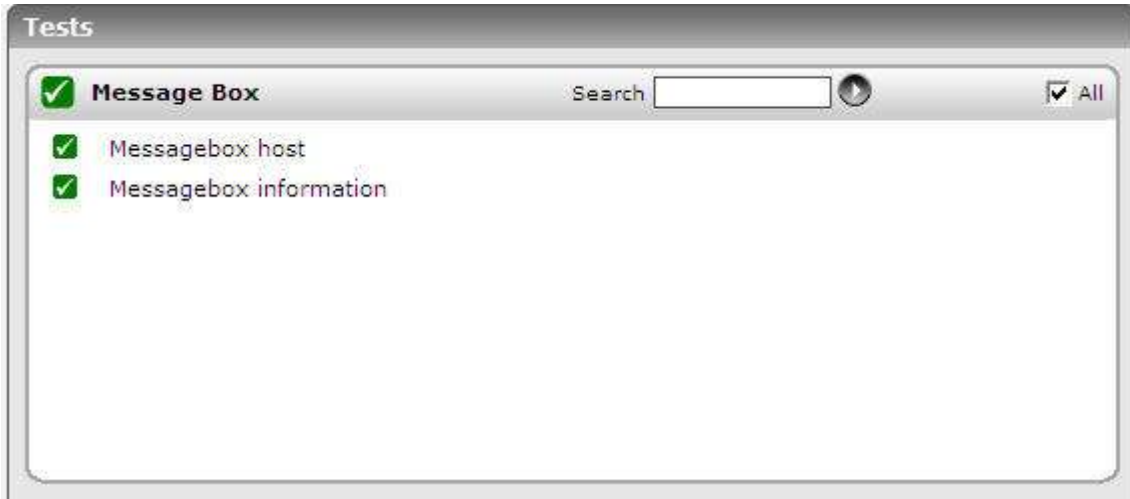 Tests
Message Box Search All
Messagebox host
Messagebox information